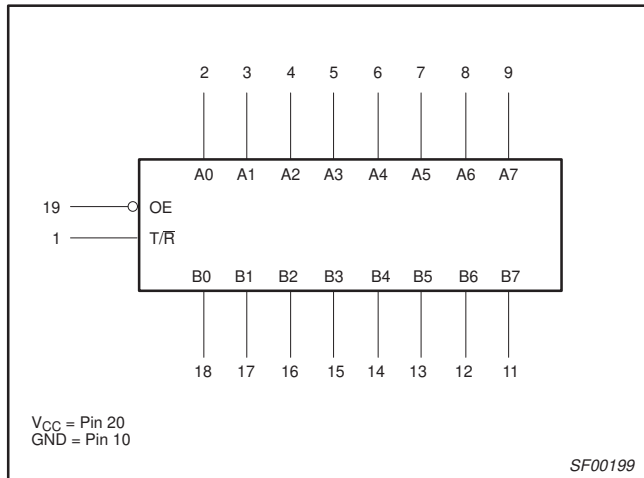 2 3 4 5 6 7 8 9
A0 A1 A2 A3 A4 A5 A6 A7
19 OE
1 T/R̅
B0 B1 B2 B3 B4 B5 B6 B7
18 17 16 15 14 13 12 11
VCC = Pin 20
GND = Pin 10
SF00199